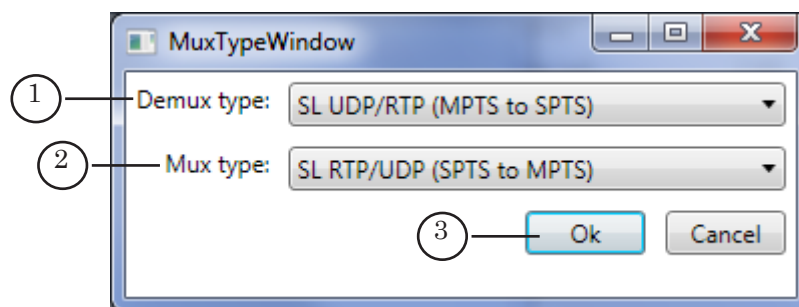 MuxTypeWindow
1
Demux type: SL UDP/RTP (MPTS to SPTS)
2
Mux type: SL RTP/UDP (SPTS to MPTS)
3
Ok Cancel